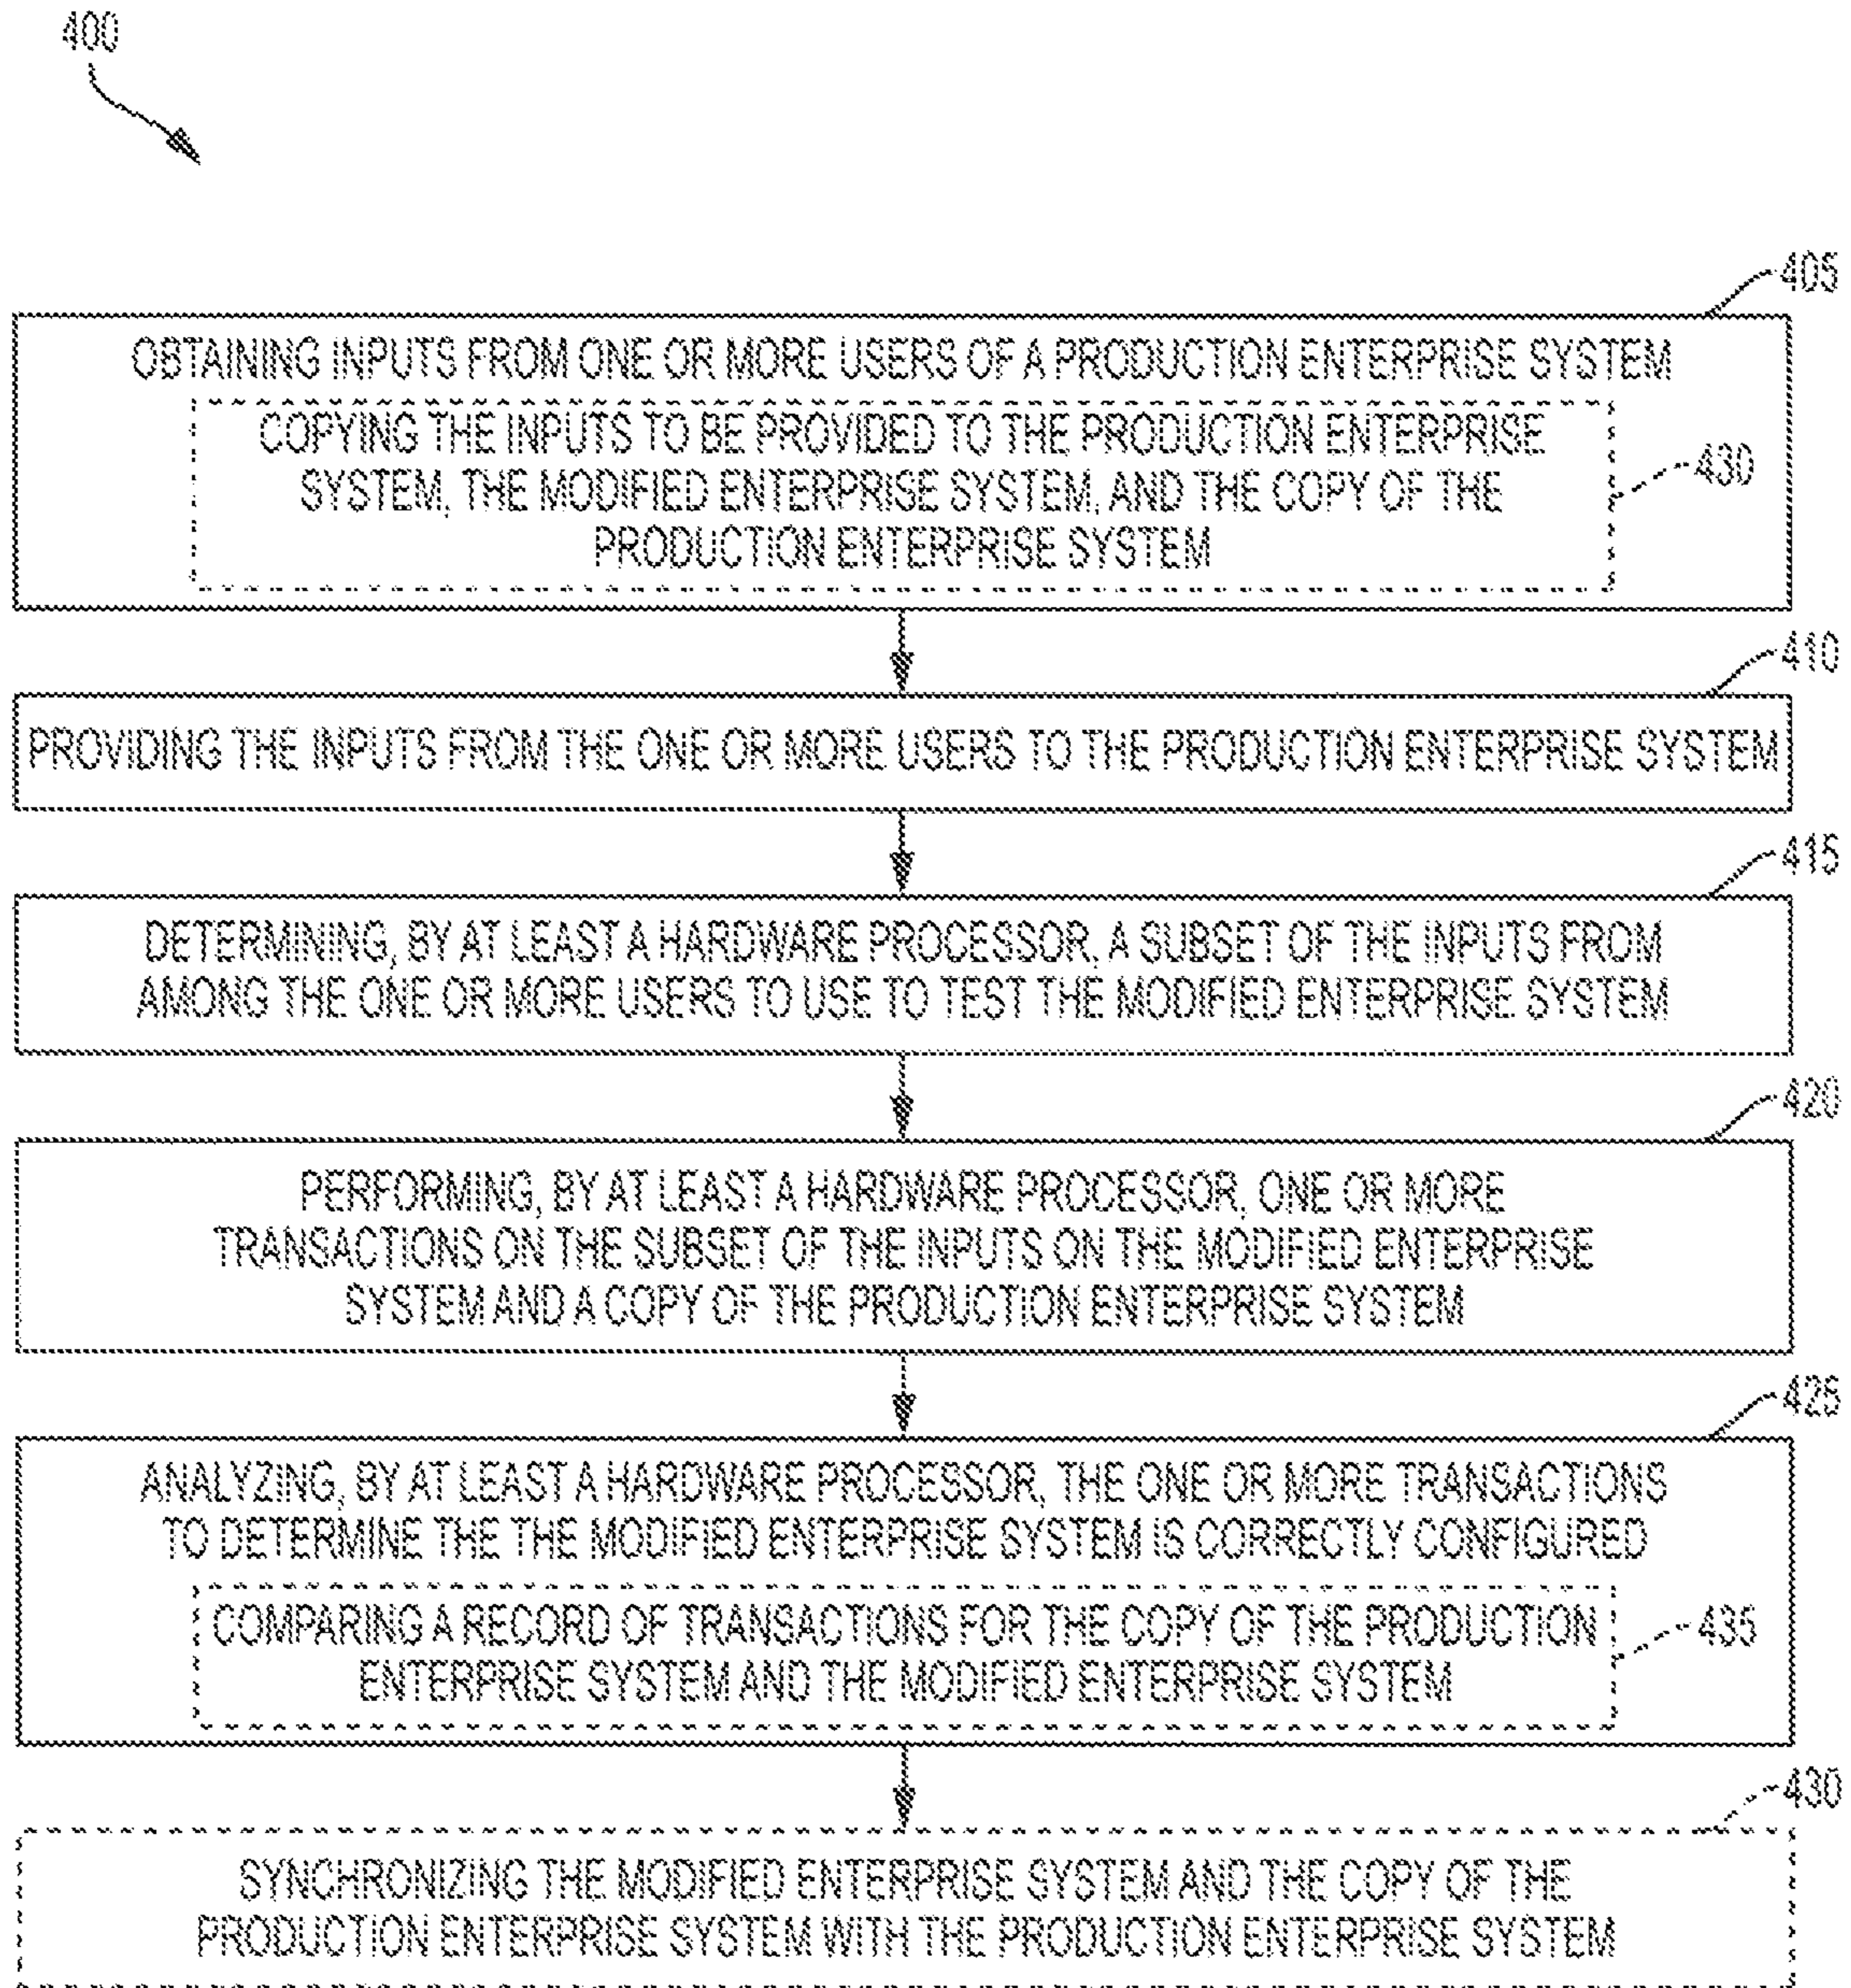 400
405
OBTAINING INPUTS FROM ONE OR MORE USERS OF A PRODUCTION ENTERPRISE SYSTEM
COPYING THE INPUTS TO BE PROVIDED TO THE PRODUCTION ENTERPRISE
SYSTEM, THE MODIFIED ENTERPRISE SYSTEM, AND THE COPY OF THE
PRODUCTION ENTERPRISE SYSTEM
430
410
PROVIDING THE INPUTS FROM THE ONE OR MORE USERS TO THE PRODUCTION ENTERPRISE SYSTEM
415
DETERMINING, BY AT LEAST A HARDWARE PROCESSOR, A SUBSET OF THE INPUTS FROM
AMONG THE ONE OR MORE USERS TO USE TO TEST THE MODIFIED ENTERPRISE SYSTEM
420
PERFORMING, BY AT LEAST A HARDWARE PROCESSOR, ONE OR MORE
TRANSACTIONS ON THE SUBSET OF THE INPUTS ON THE MODIFIED ENTERPRISE
SYSTEM AND A COPY OF THE PRODUCTION ENTERPRISE SYSTEM
425
ANALYZING, BY AT LEAST A HARDWARE PROCESSOR, THE ONE OR MORE TRANSACTIONS
TO DETERMINE THE THE MODIFIED ENTERPRISE SYSTEM IS CORRECTLY CONFIGURED
COMPARING A RECORD OF TRANSACTIONS FOR THE COPY OF THE PRODUCTION
ENTERPRISE SYSTEM AND THE MODIFIED ENTERPRISE SYSTEM
435
430
SYNCHRONIZING THE MODIFIED ENTERPRISE SYSTEM AND THE COPY OF THE
PRODUCTION ENTERPRISE SYSTEM WITH THE PRODUCTION ENTERPRISE SYSTEM